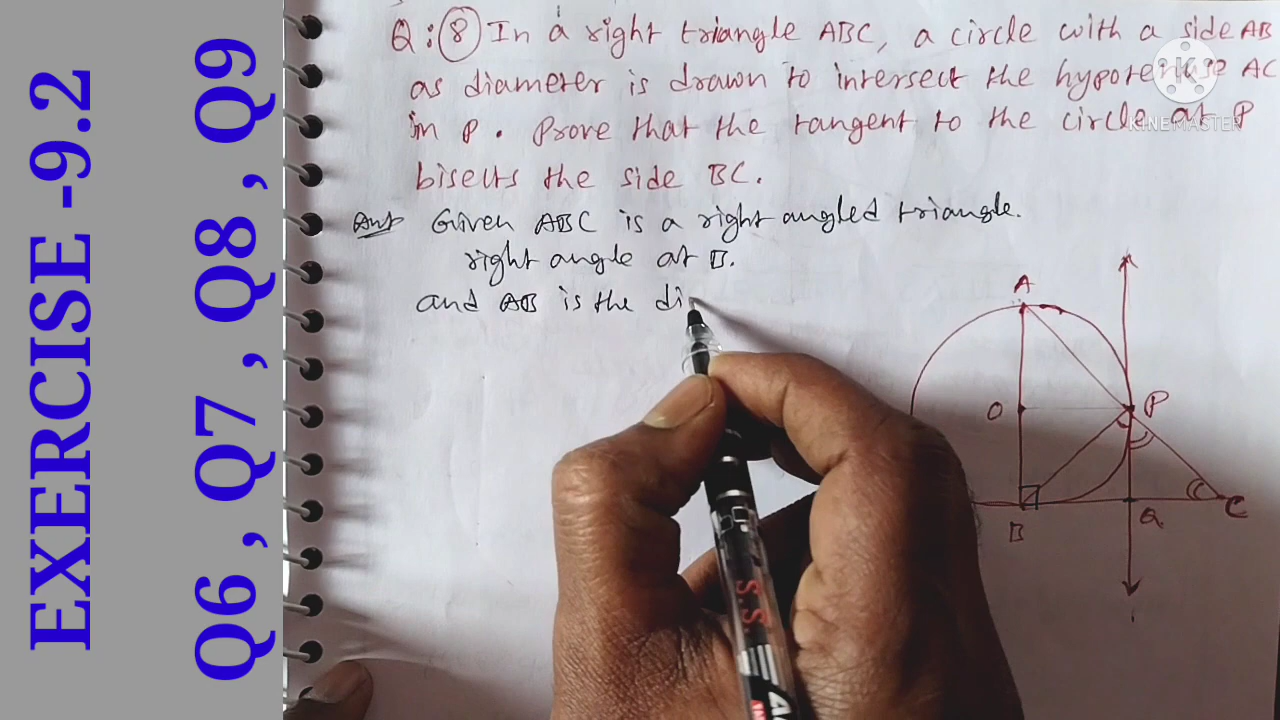 EXERCISE -9.2
Q6 , Q7 , Q8 , Q9
Q:⑧ In a right triangle ABC, a circle with a side AB
as diameter is drawn to intersect the hypotenuse AC
in P. Prove that the tangent to the circle at P
bisects the side BC.
Ans Given ABC is a right angled triangle.
right angle at B.
and AB is the di
A
O
P
B
Q
C
K
KINEMASTER
S.S